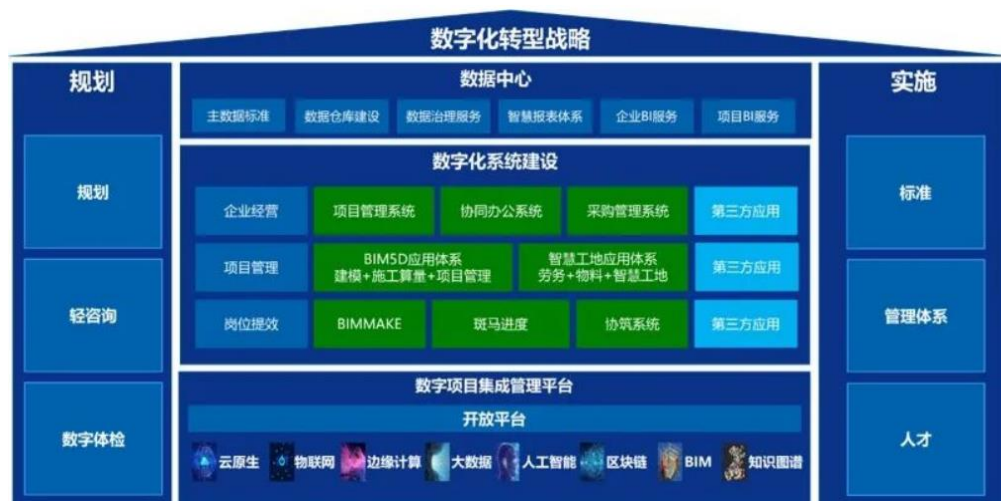 数字化转型战略
规划
规划
轻咨询
数字体检
数据中心
主数据标准
数据仓库建设
数据治理服务
智慧报表体系
企业BI服务
项目BI服务
数字化系统建设
企业经营
项目管理系统
协同办公系统
采购管理系统
第三方应用
项目管理
BIM5D应用体系
建模+施工算量+项目管理
智慧工地应用体系
劳务+物料+智慧工地
第三方应用
岗位提效
BIMMAKE
斑马进度
协筑系统
第三方应用
数字项目集成管理平台
开放平台
云原生
物联网
边缘计算
大数据
人工智能
区块链
BIM
知识图谱
实施
标准
管理体系
人才